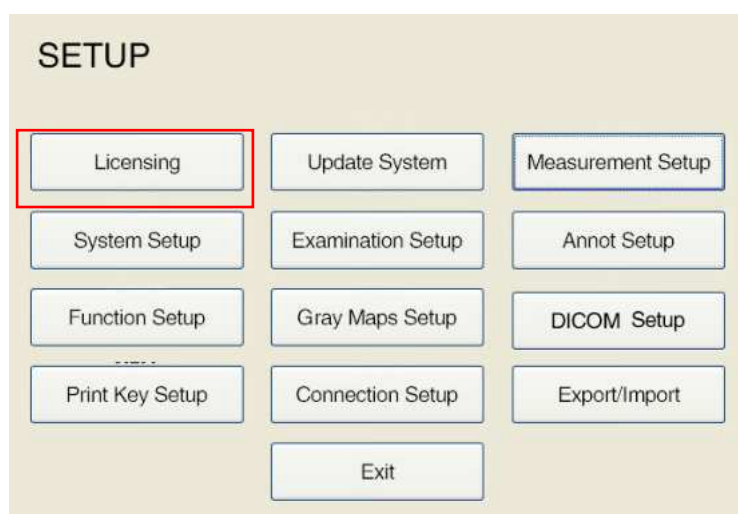 SETUP
Licensing
Update System
Measurement Setup
System Setup
Examination Setup
Annot Setup
Function Setup
Gray Maps Setup
DICOM Setup
Print Key Setup
Connection Setup
Export/Import
Exit